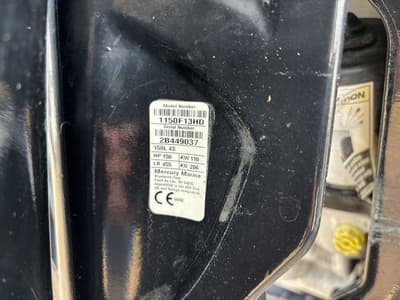 Model Number
1150F13HD
Serial Number
2B449037
150L 4S
HP 150 KW 110
LB 455 KG 206
Mercury Marine
CE